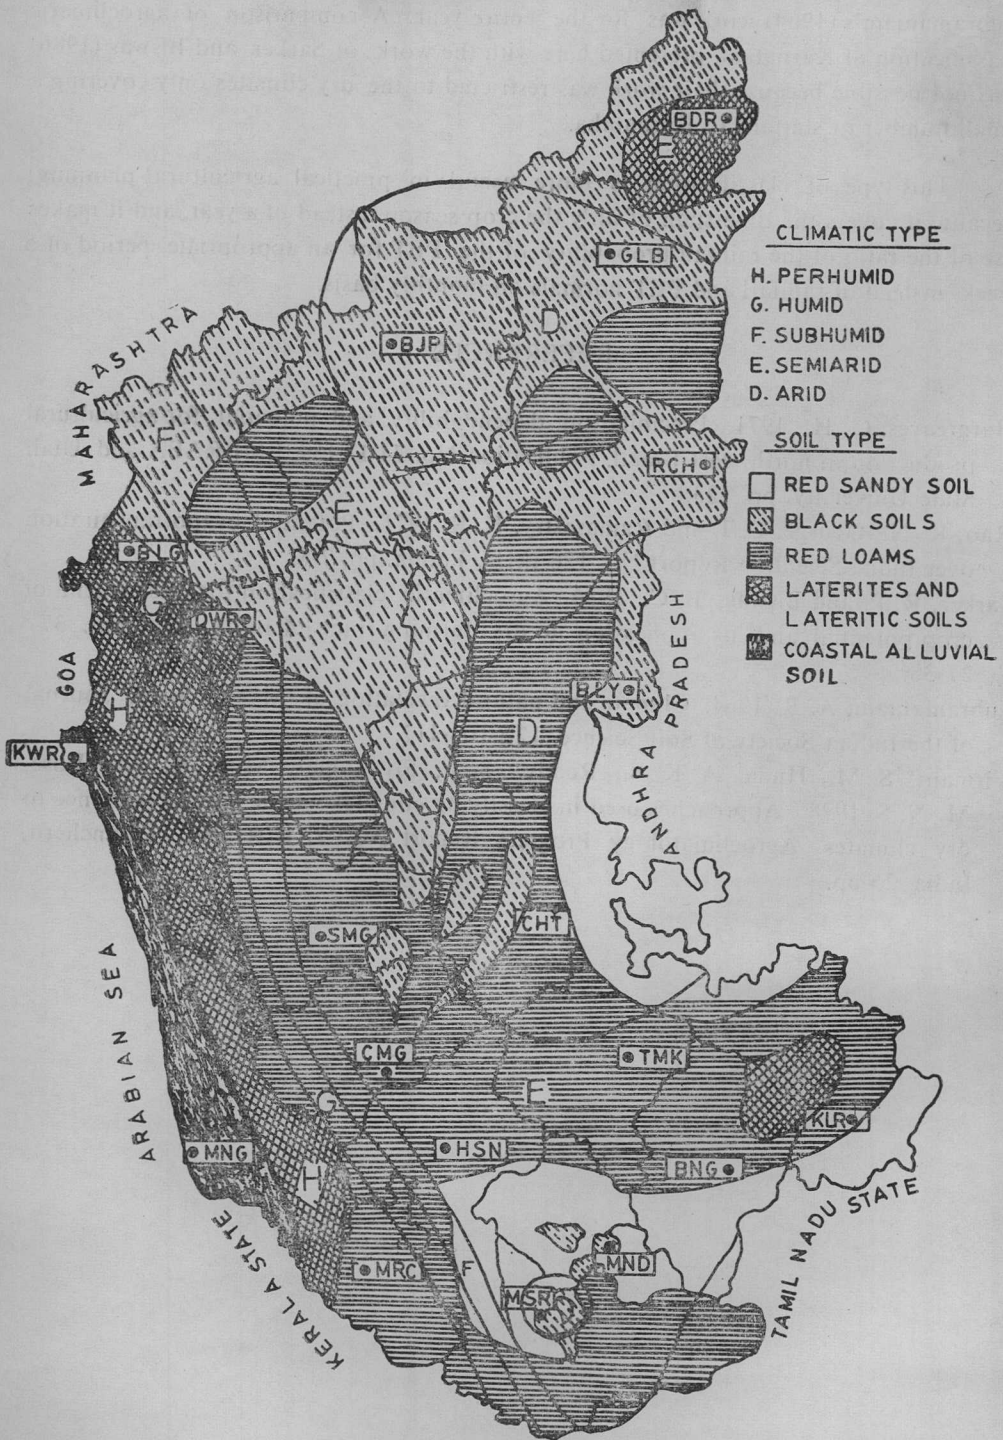 BDR
E
GLB
BJP
D
MAHARASHTRA
F
RCH
E
BLG
G
DWR
GOA
H
BLY
D
KWR
ANDHRA PRADESH
CLIMATIC TYPE
H. PERHUMID
G. HUMID
F. SUBHUMID
E. SEMIARID
D. ARID
SOIL TYPE
RED SANDY SOIL
BLACK SOILS
RED LOAMS
LATERITES AND
LATERITIC SOILS
COASTAL ALLUVIAL
SOIL
SMG
CHT
ARABIAN SEA
CMG
TMK
G
E
KLR
MNG
HSN
BNG
H
KERALA STATE
MRC
F
MSR
MND
TAMIL NADU STATE